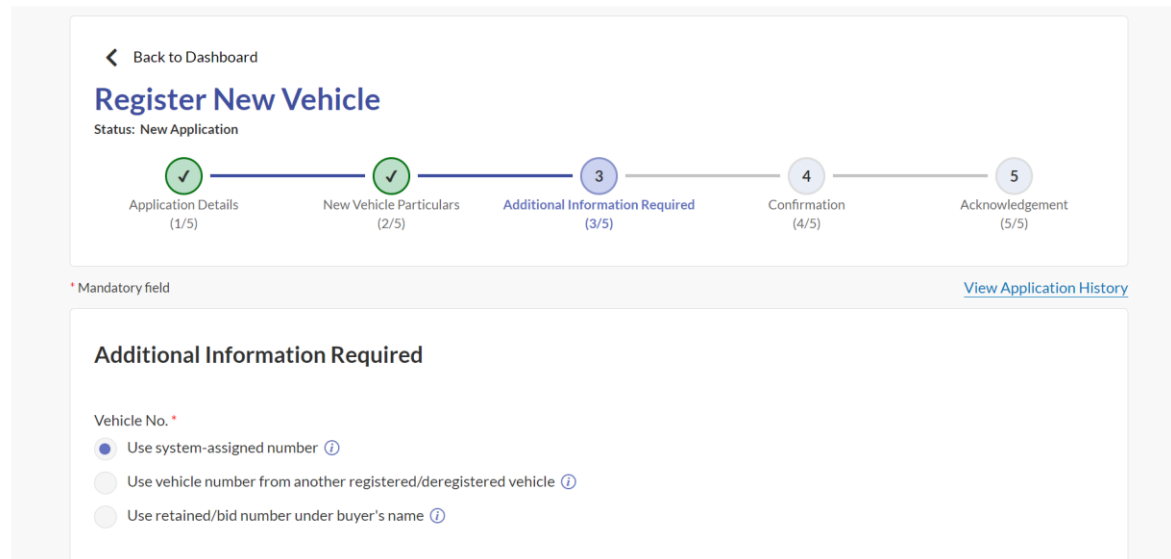 Back to Dashboard
Register New Vehicle
Status: New Application
3
4
5
Application Details
New Vehicle Particulars
Additional Information Required
Confirmation
Acknowledgement
(1/5)
(2/5)
(3/5)
(4/5)
(5/5)
* Mandatory field
View Application History
Additional Information Required
Vehicle No. *
Use system-assigned number i
Use vehicle number from another registered/deregistered vehicle i
Use retained/bid number under buyer's name i